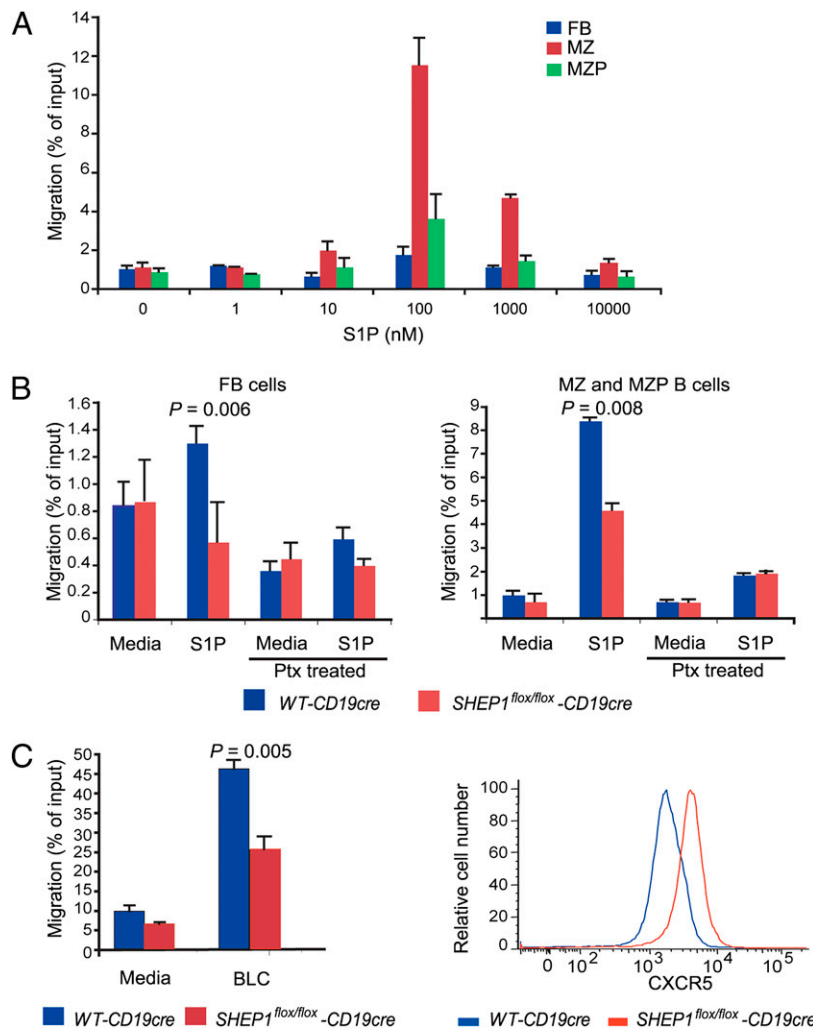 A
FB
MZ
MZP
Migration (% of input)
14
12
10
8
6
4
2
0
0 1 10 100 1000 10000
S1P (nM)
B
FB cells
P = 0.006
Migration (% of input)
1.6
1.4
1.2
1.0
0.8
0.6
0.4
0.2
0
Media S1P Media S1P
Ptx treated
MZ and MZP B cells
P = 0.008
Migration (% of input)
9
8
7
6
5
4
3
2
1
Media S1P Media S1P
Ptx treated
WT-CD19cre SHEP1flox/flox-CD19cre
C
P = 0.005
Migration (% of input)
50
45
40
35
30
25
20
15
10
5
0
Media BLC
WT-CD19cre SHEP1flox/flox-CD19cre
Relative cell number
100
80
60
40
20
0
0 10² 10³ 10⁴ 10⁵
CXCR5
WT-CD19cre SHEP1flox/flox-CD19cre